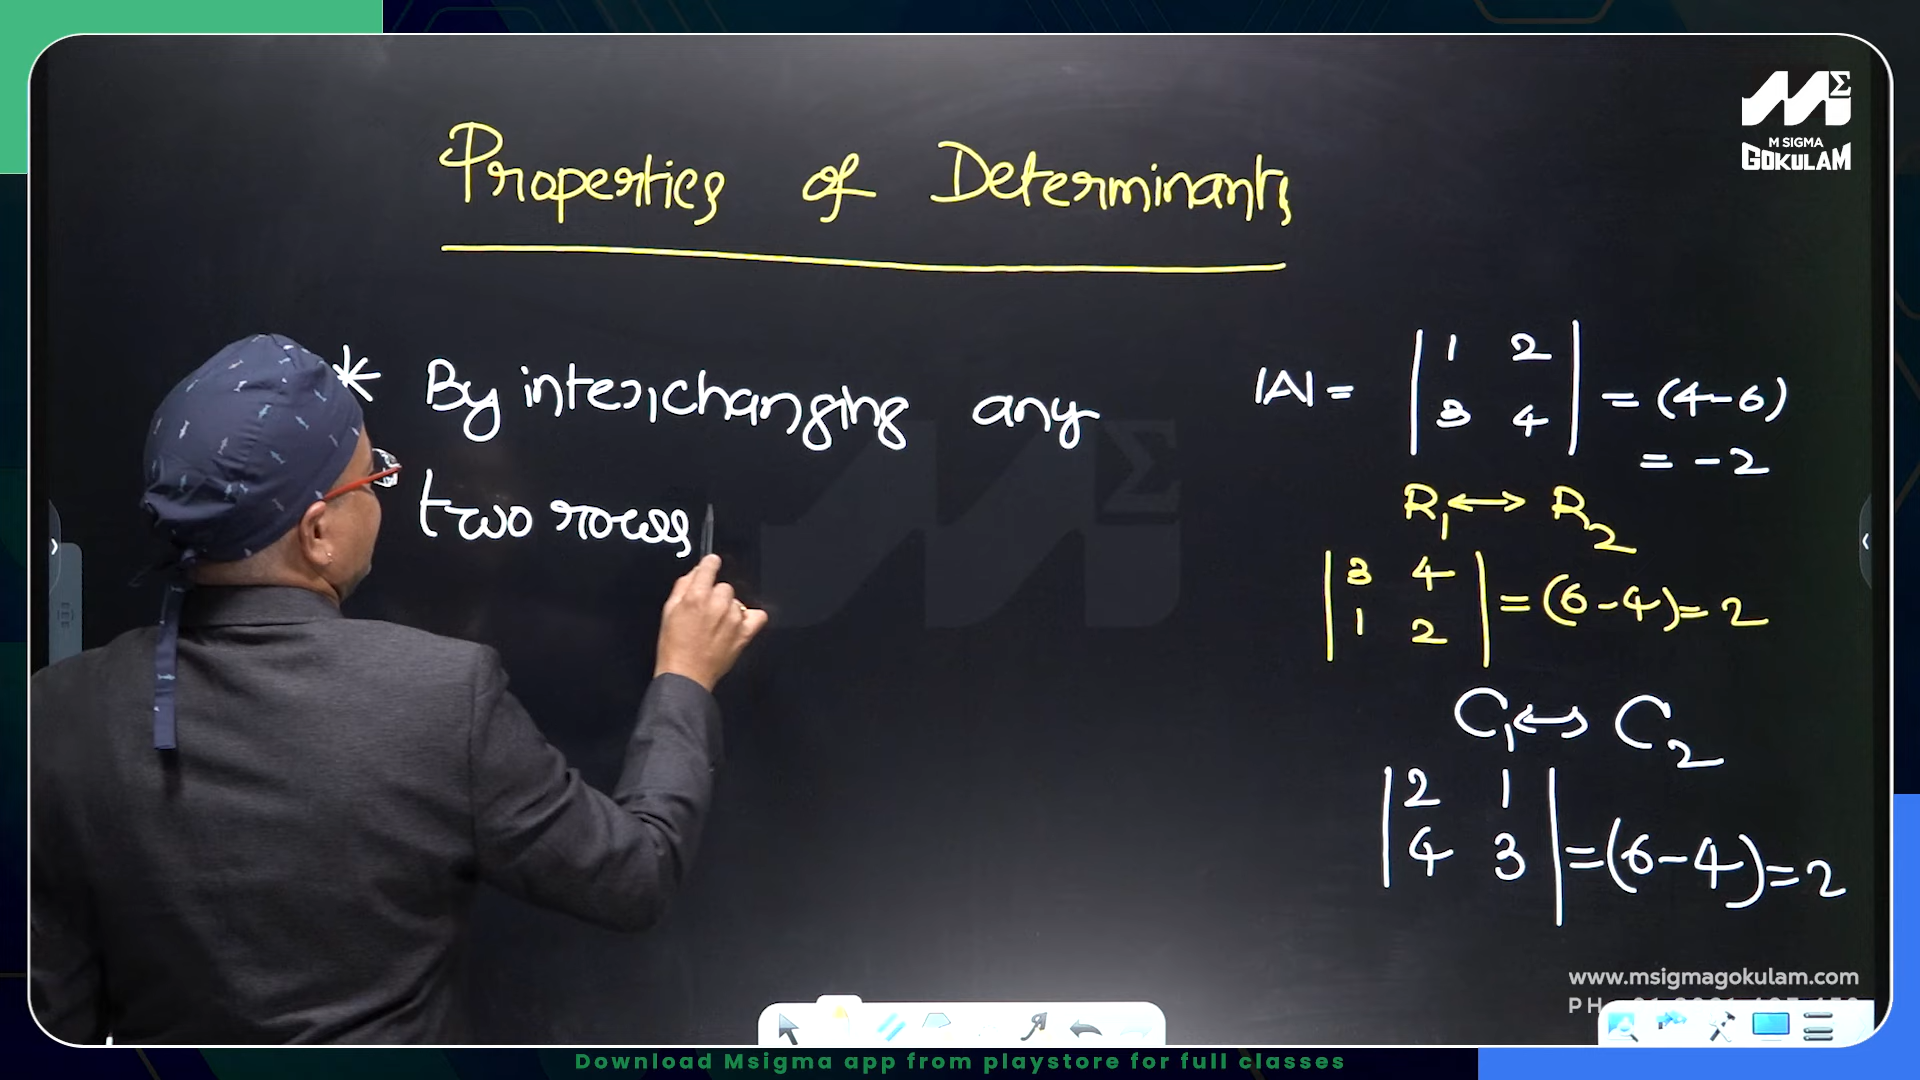 Properties of Determinants
* By interchanging any
two rows
|A| = | 1 2 |
| 3 4 | = (4-6)
= -2
R₁ ↔ R₂
| 3 4 |
| 1 2 | = (6-4) = 2
C₁ ↔ C₂
| 2 1 |
| 4 3 | = (6-4) = 2
MΣ
M SIGMA
GOKULAM
www.msigmagokulam.com
PH
Download Msigma app from playstore for full classes